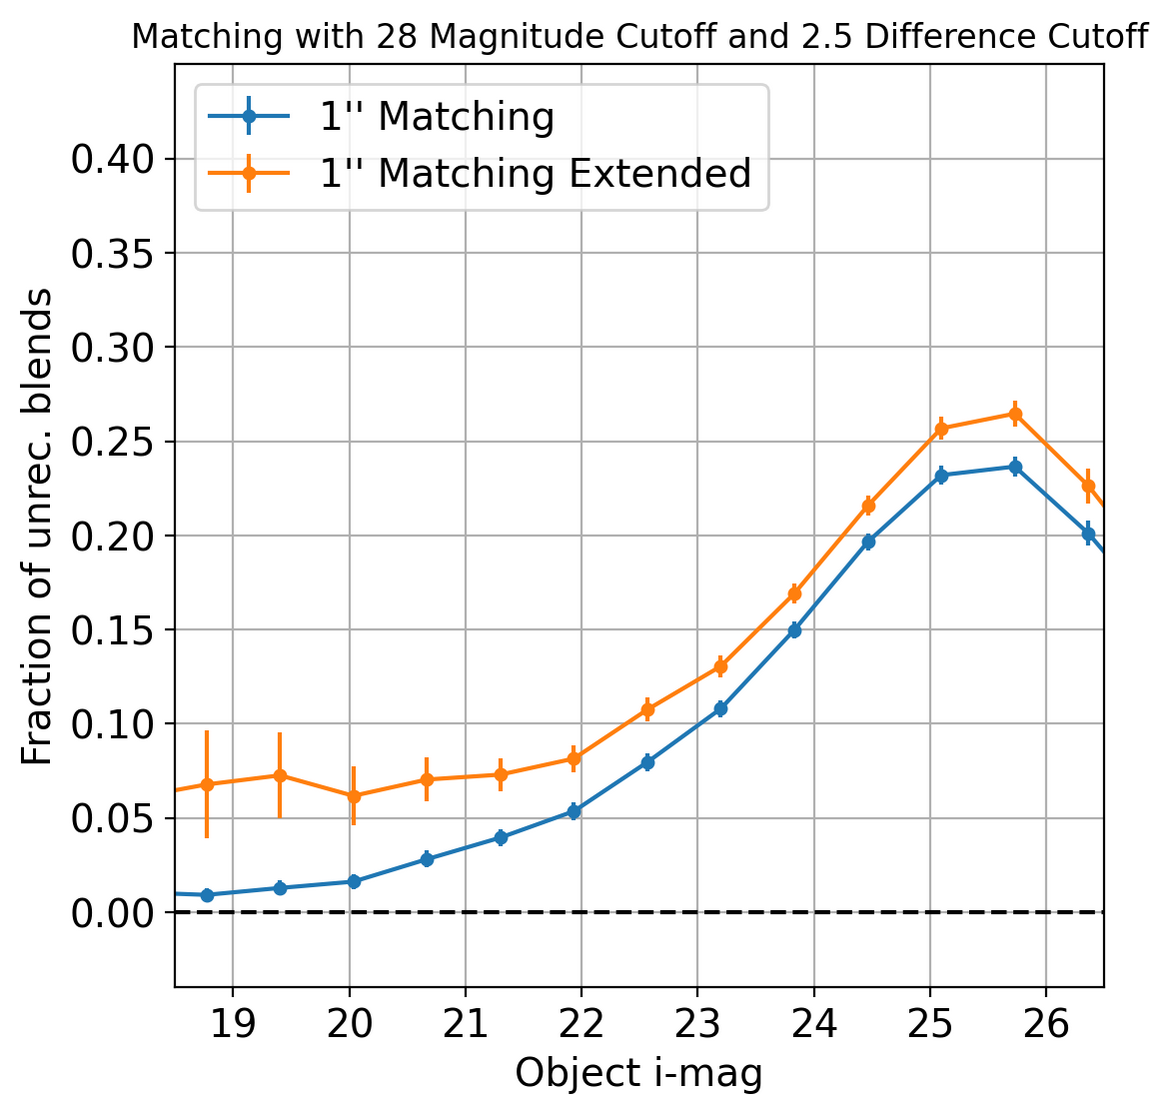 Matching with 28 Magnitude Cutoff and 2.5 Difference Cutoff
1'' Matching
1'' Matching Extended
0.40
0.35
0.30
0.25
0.20
0.15
0.10
0.05
0.00
Fraction of unrec. blends
19 20 21 22 23 24 25 26
Object i-mag